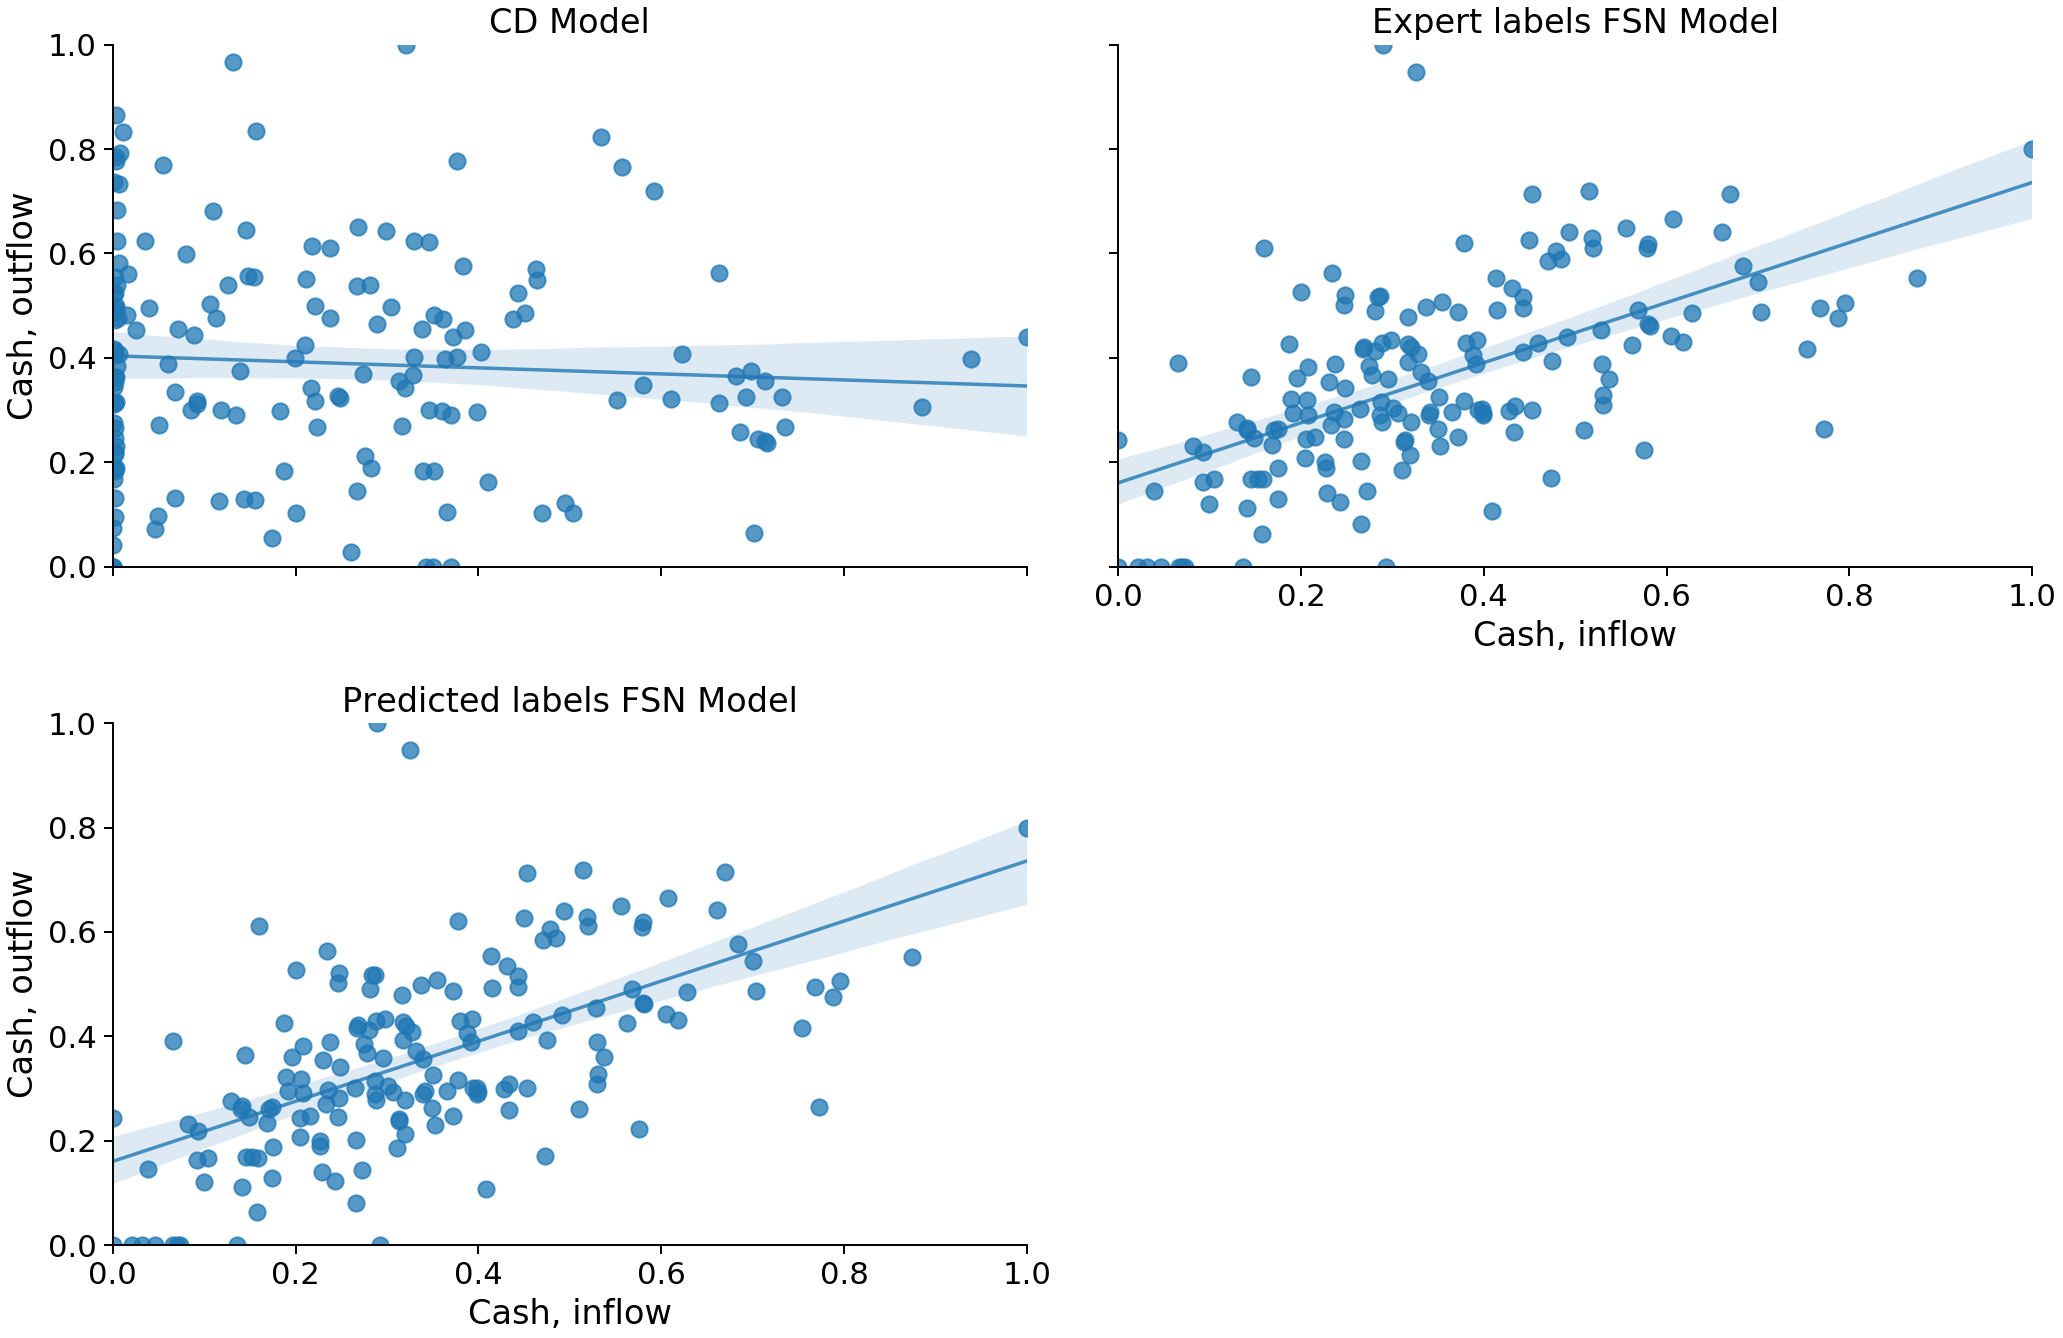 CD Model
1.0
0.8
0.6
0.4
0.2
0.0
Cash, outflow
Expert labels FSN Model
0.0 0.2 0.4 0.6 0.8 1.0
Cash, inflow
Predicted labels FSN Model
1.0
0.8
0.6
0.4
0.2
0.0
Cash, outflow
0.0 0.2 0.4 0.6 0.8 1.0
Cash, inflow